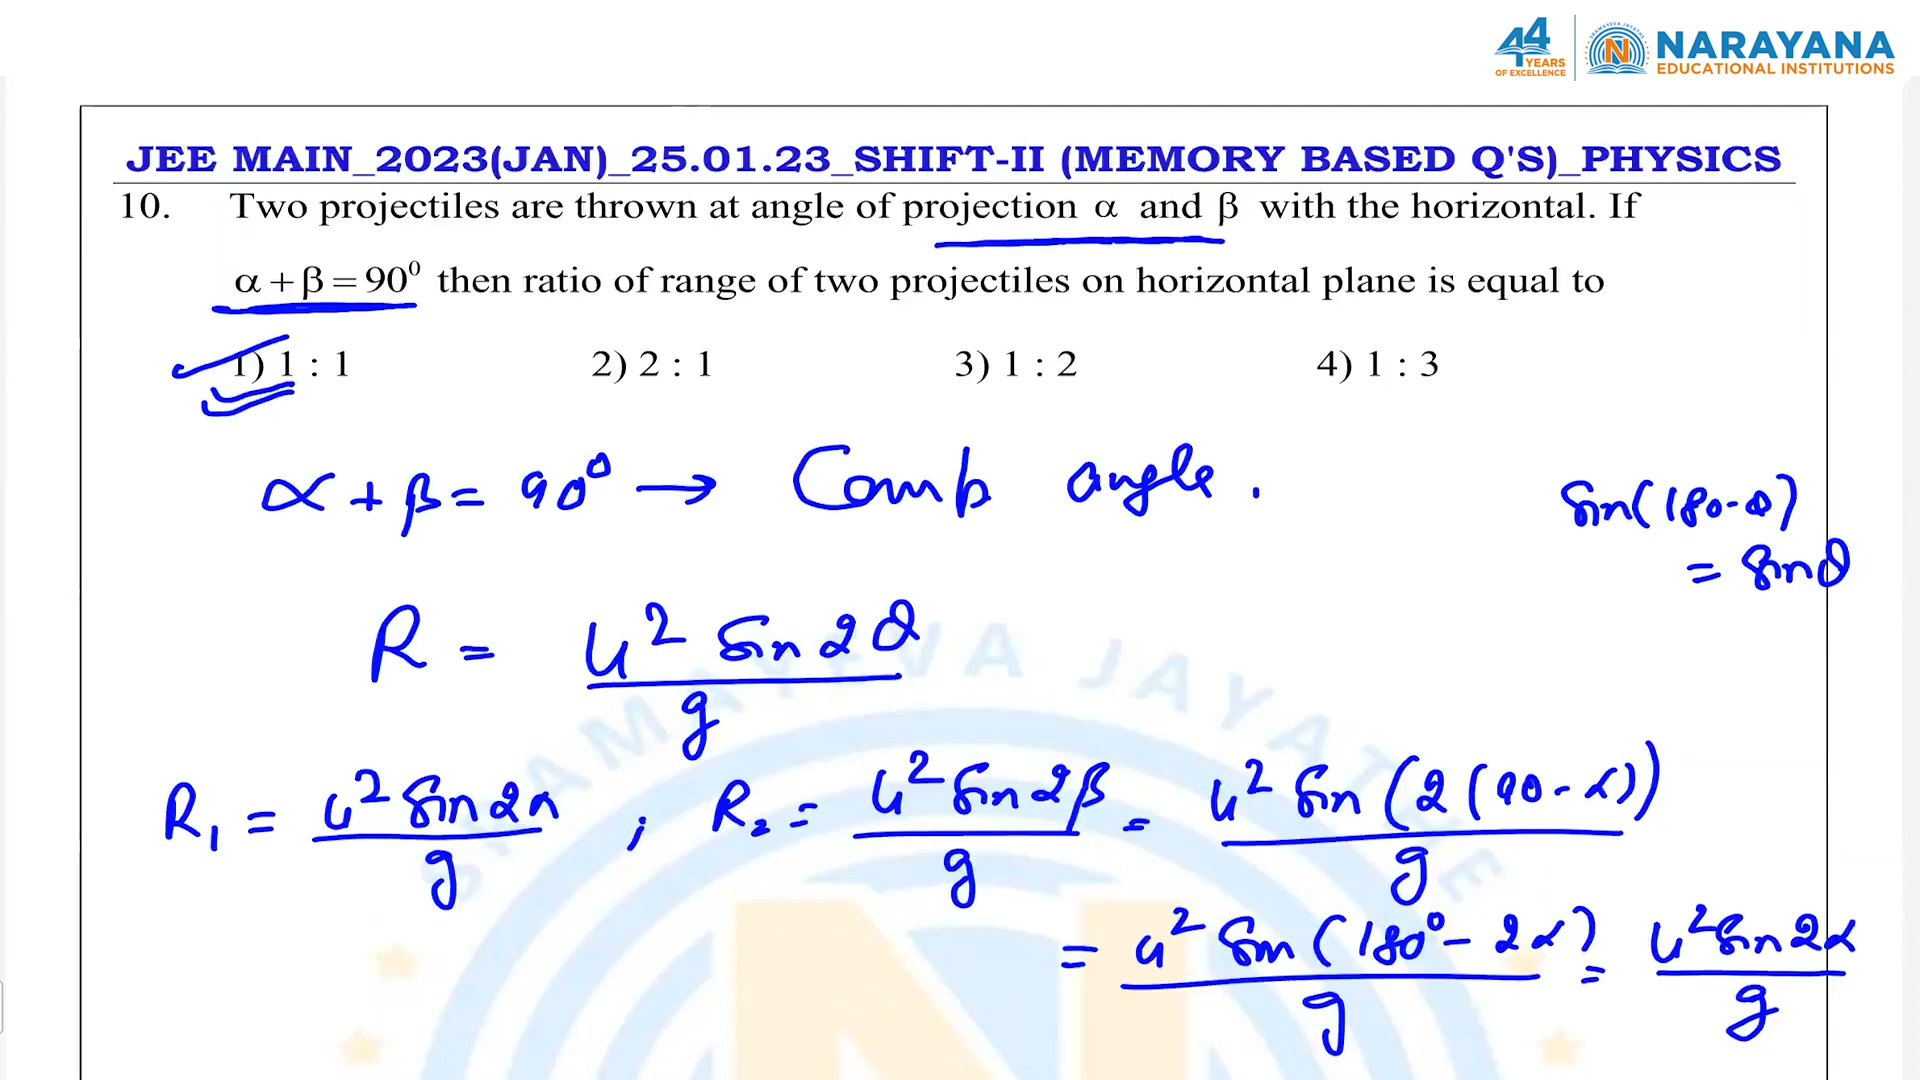 44 YEARS OF EXCELLENCE
NARAYANA
EDUCATIONAL INSTITUTIONS
JEE MAIN_2023(JAN)_25.01.23_SHIFT-II (MEMORY BASED Q'S)_PHYSICS
10. Two projectiles are thrown at angle of projection α and β with the horizontal. If
α + β = 90⁰ then ratio of range of two projectiles on horizontal plane is equal to
1) 1 : 1 2) 2 : 1 3) 1 : 2 4) 1 : 3
α + β = 90⁰ → Comp angle.
sin(180-θ)
= sinθ
R = u² sin2θ / g
R₁ = u² sin2α / g ; R₂ = u² sin2β / g = u² sin(2(90-α)) / g
= u² sin(180°-2α) / g = u² sin2α / g
SRAMAYEVA JAYATE